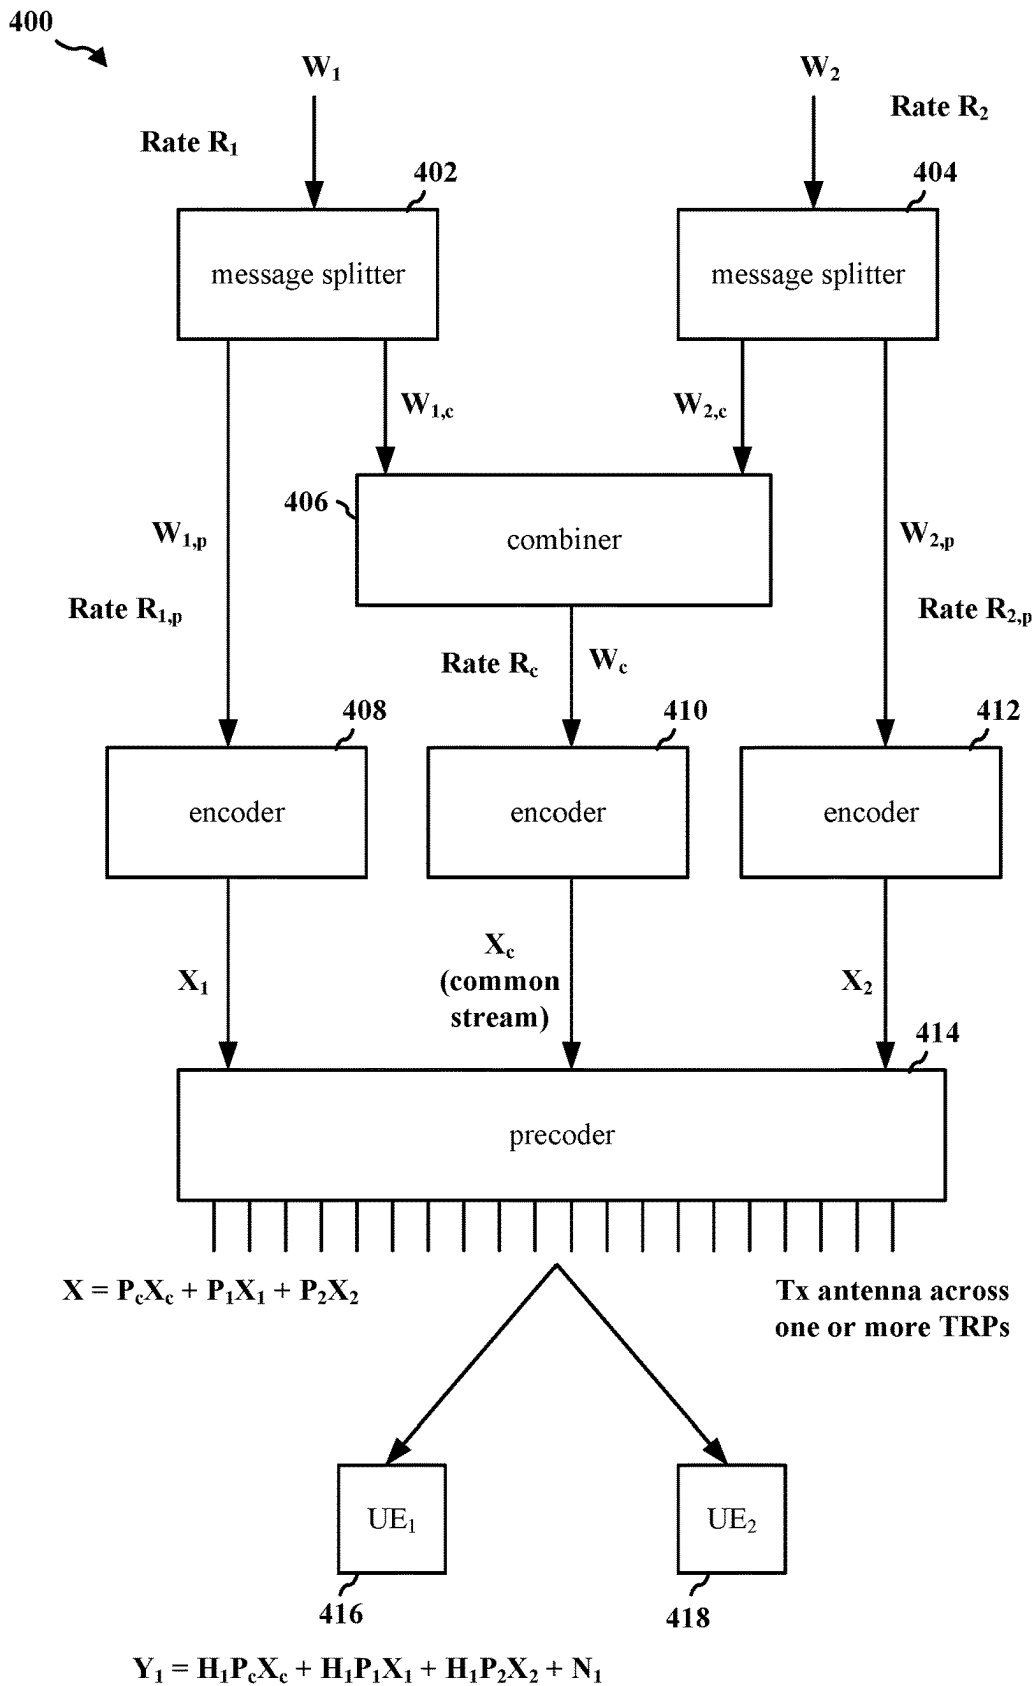 400
W₁
W₂
Rate R₁
Rate R₂
402
404
message splitter
message splitter
W₁,c
W₂,c
406
combiner
W₁,p
W₂,p
Rate R₁,p
Rate R₂,p
Rate Rc
Wc
408
410
412
encoder
encoder
encoder
X₁
Xc
(common
stream)
X₂
414
precoder
X = PcXc + P₁X₁ + P₂X₂
Tx antenna across
one or more TRPs
UE₁
UE₂
416
418
Y₁ = H₁PcXc + H₁P₁X₁ + H₁P₂X₂ + N₁